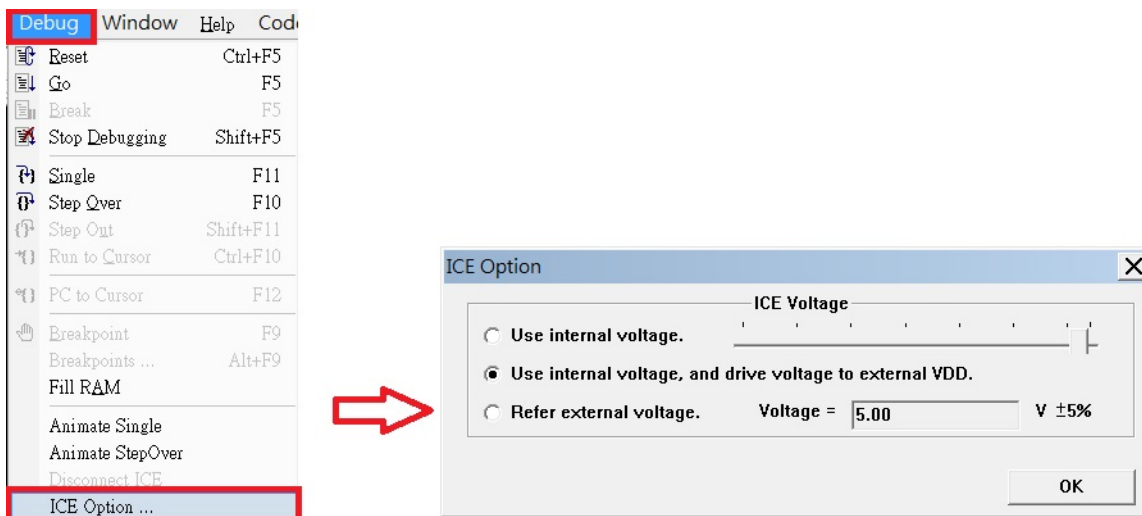 Debug Window Help Code
Reset Ctrl+F5
Go F5
Break F5
Stop Debugging Shift+F5
Single F11
Step Over F10
Step Out Shift+F11
Run to Cursor Ctrl+F10
PC to Cursor F12
Breakpoint F9
Breakpoints ... Alt+F9
Fill RAM
Animate Single
Animate StepOver
Disconnect ICE
ICE Option ...
ICE Option
ICE Voltage
Use internal voltage.
Use internal voltage, and drive voltage to external VDD.
Refer external voltage. Voltage = 5.00 V ±5%
OK